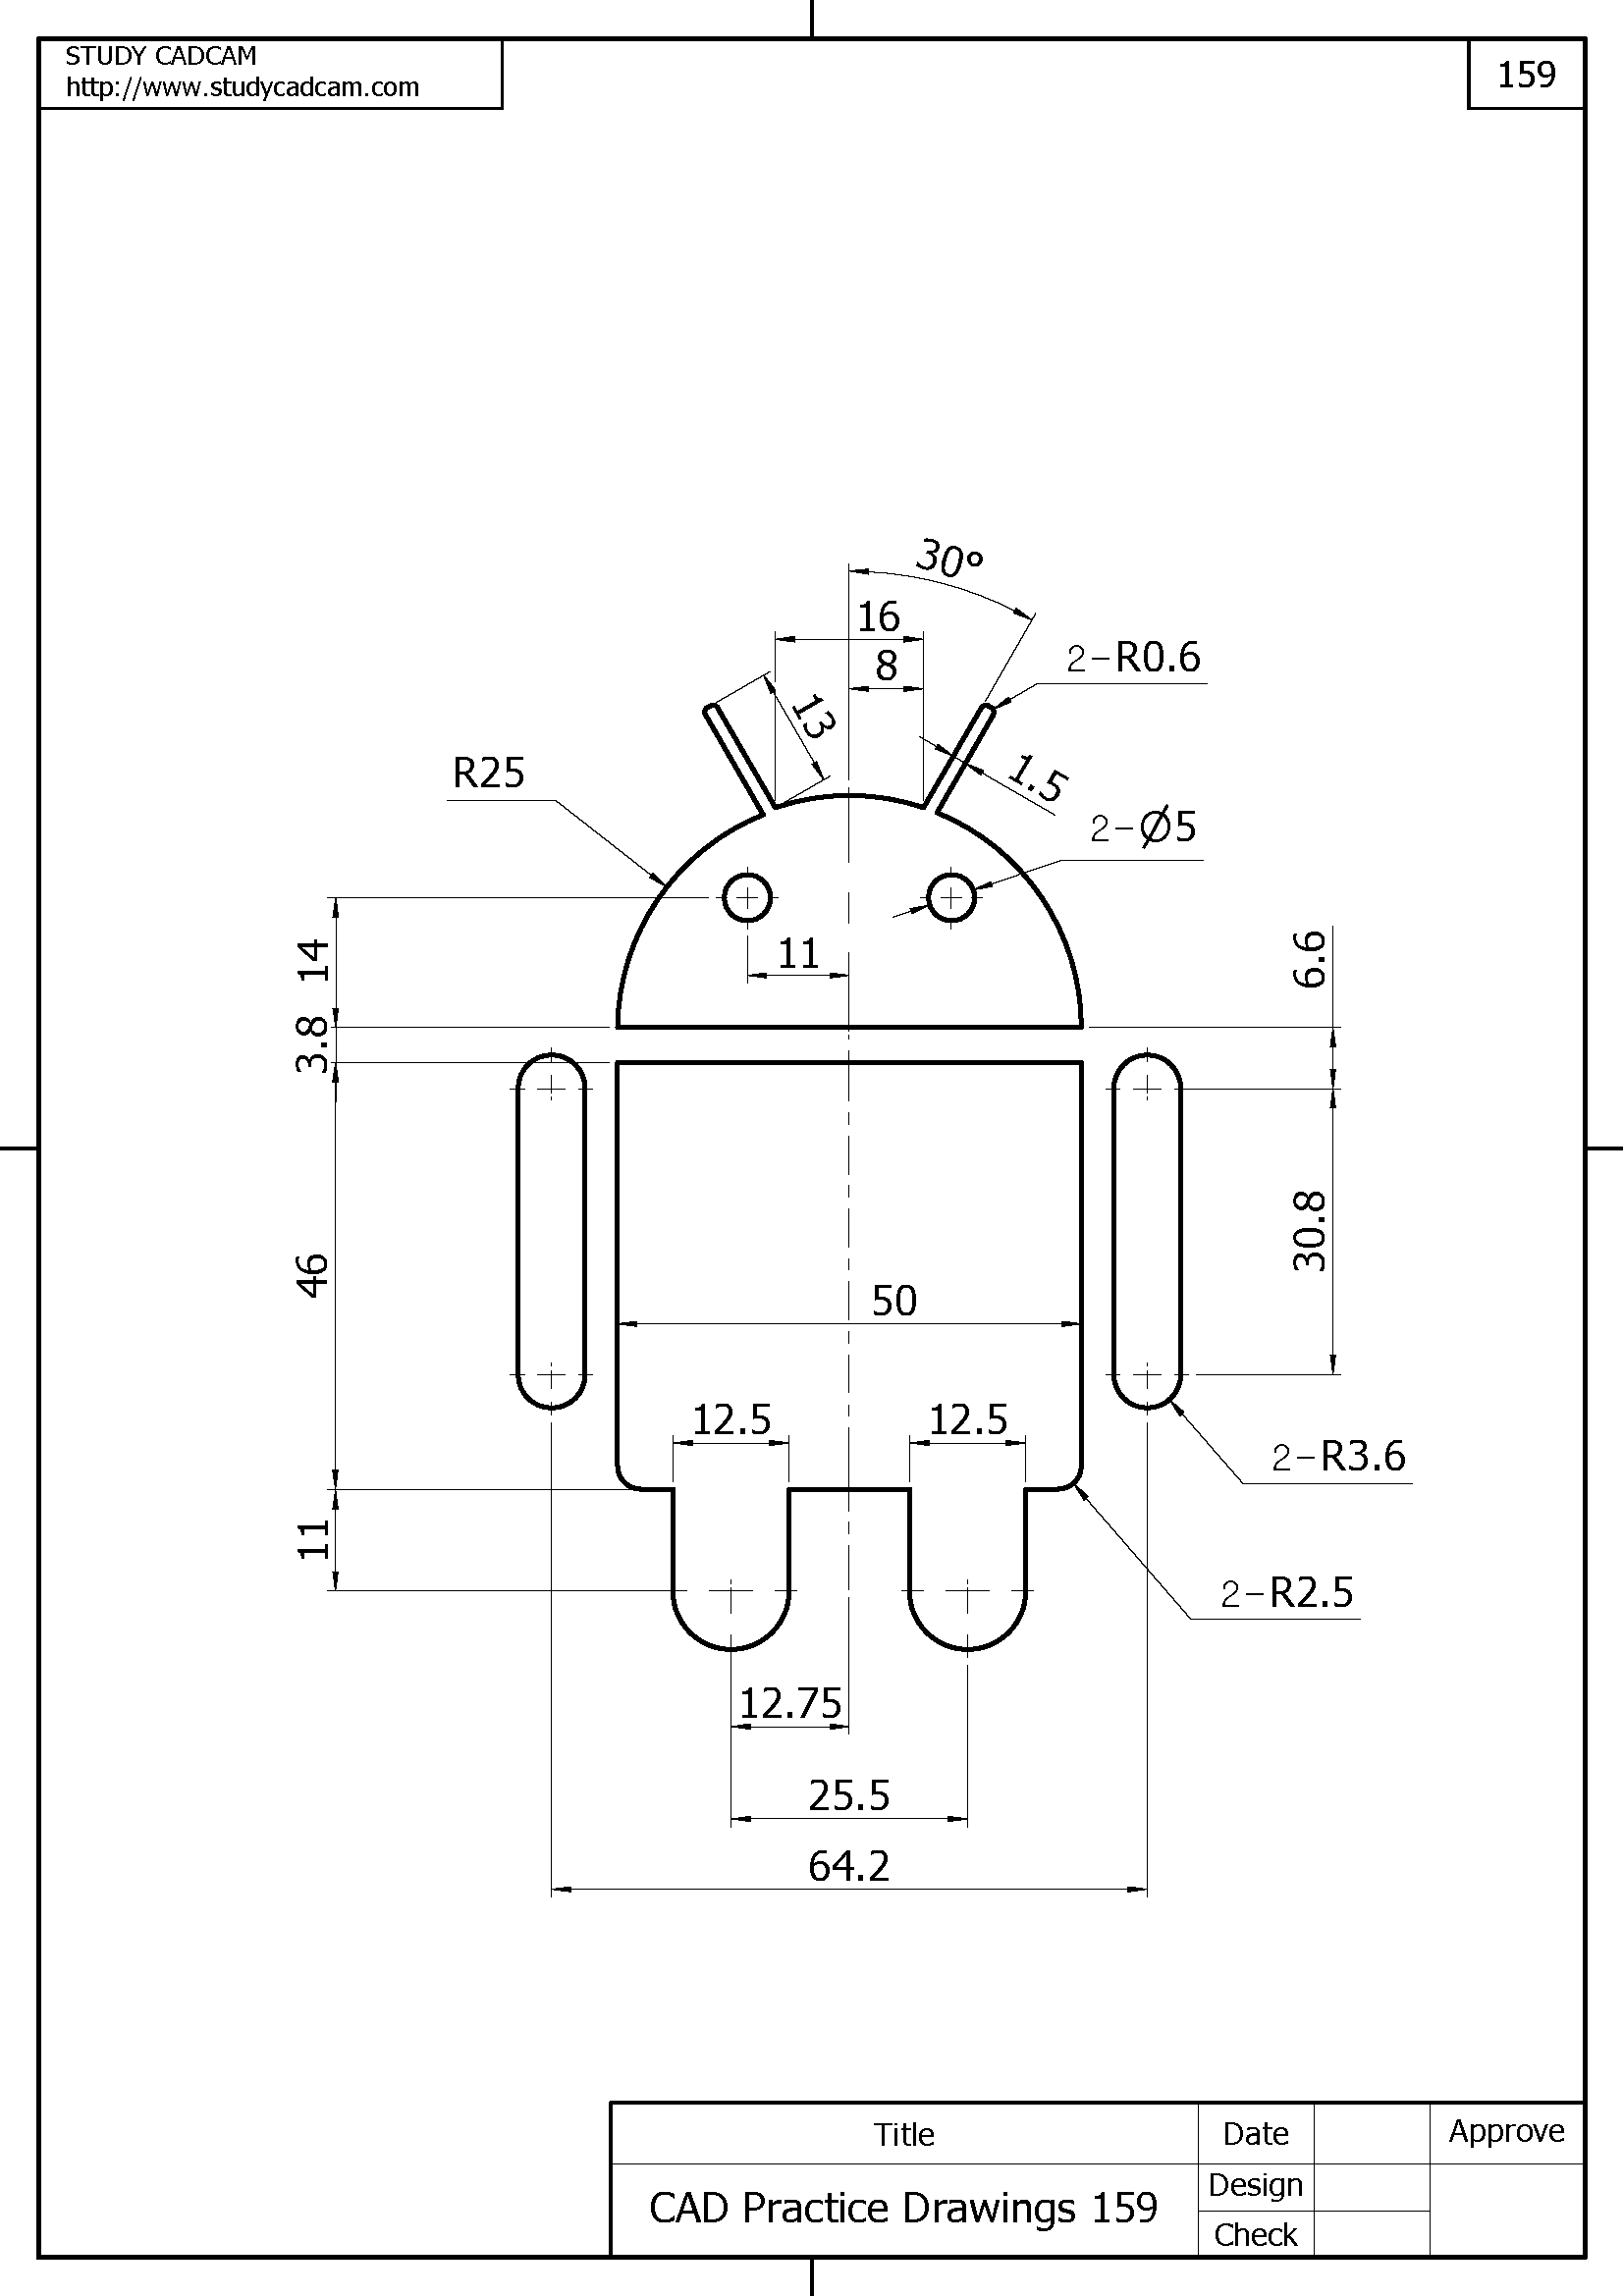 STUDY CADCAM
http://www.studycadcam.com
159
30°
16
8
2-R0.6
13
1.5
R25
2-Ø5
11
14
6.6
3.8
46
30.8
50
12.5
12.5
2-R3.6
11
2-R2.5
12.75
25.5
64.2
Title
Date
Approve
CAD Practice Drawings 159
Design
Check